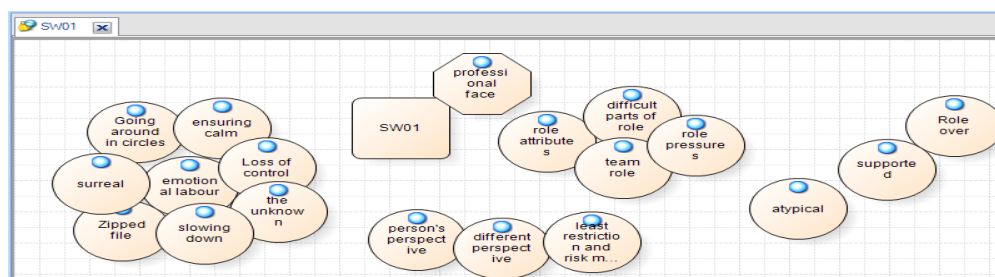 SW01
professi
onal
face
SW01
Going
around
in circles
ensuring
calm
Loss of
control
surreal
emotion
al labour
the
unknow
n
Zipped
file
slowing
down
difficult
parts of
role
role
attribute
s
role
pressure
s
team
role
person's
perspect
ive
different
perspect
ive
least
restrictio
n and
risk m...
Role
over
supporte
d
atypical